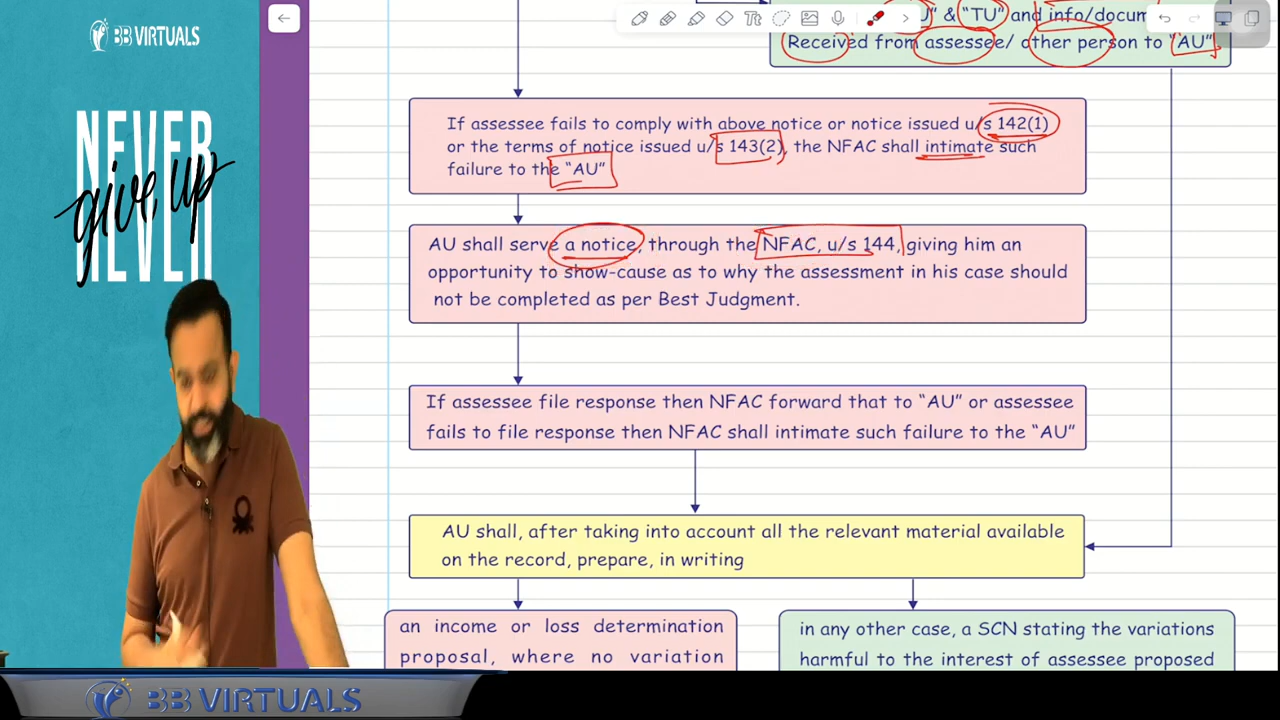 BB VIRTUALS
NEVER
give up
NEVER
Tt
U” & “TU” and info/docum
Received from assessee/ other person to “AU”.
If assessee fails to comply with above notice or notice issued u/s 142(1)
or the terms of notice issued u/s 143(2), the NFAC shall intimate such
failure to the “AU”
AU shall serve a notice, through the NFAC, u/s 144, giving him an
opportunity to show-cause as to why the assessment in his case should
not be completed as per Best Judgment.
If assessee file response then NFAC forward that to “AU” or assessee
fails to file response then NFAC shall intimate such failure to the “AU”
AU shall, after taking into account all the relevant material available
on the record, prepare, in writing
an income or loss determination
proposal, where no variation
in any other case, a SCN stating the variations
harmful to the interest of assessee proposed
BB VIRTUALS